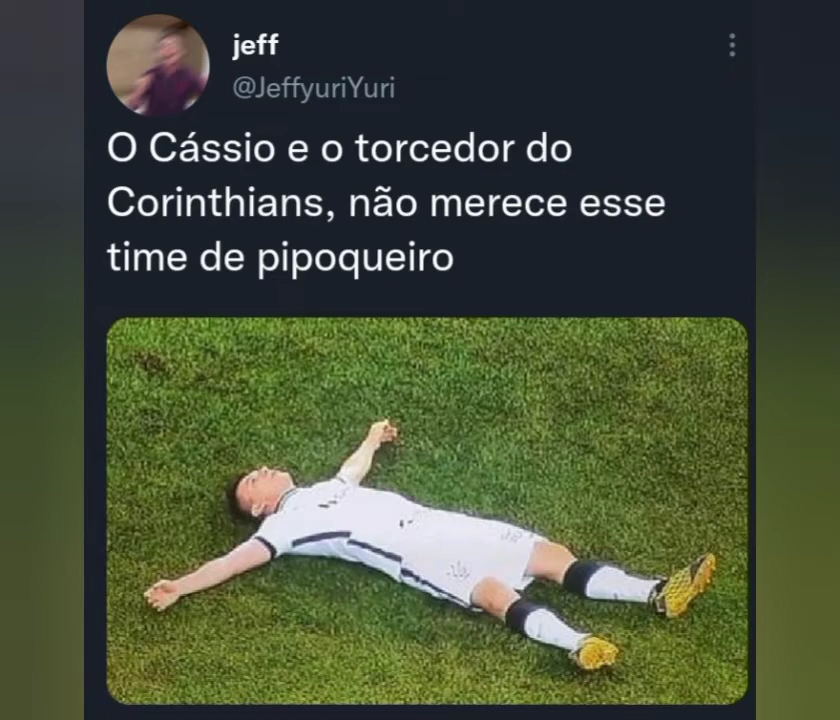 jeff
@JeffyuriYuri
O Cássio e o torcedor do
Corinthians, não merece esse
time de pipoqueiro